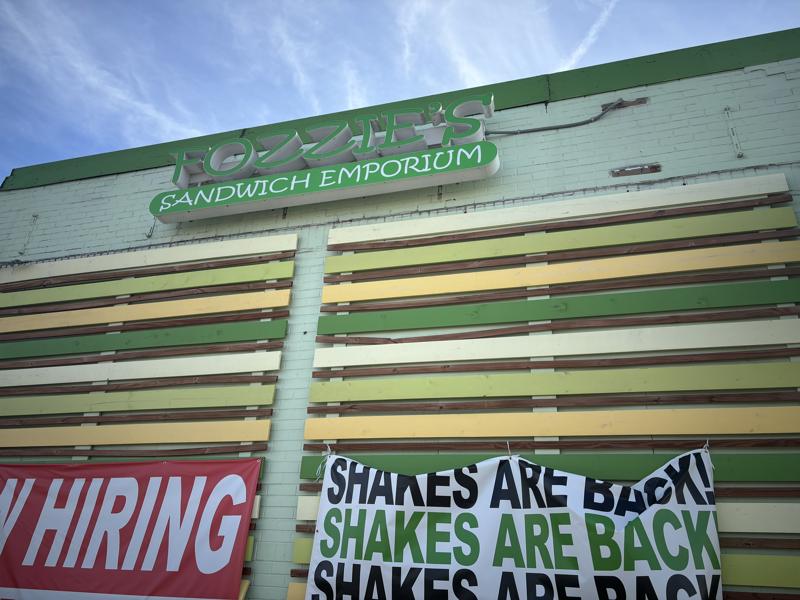 FOZZIE'S
SANDWICH EMPORIUM
HIRING
SHAKES ARE BACK!
SHAKES ARE BACK
SHAKES ARE BACK